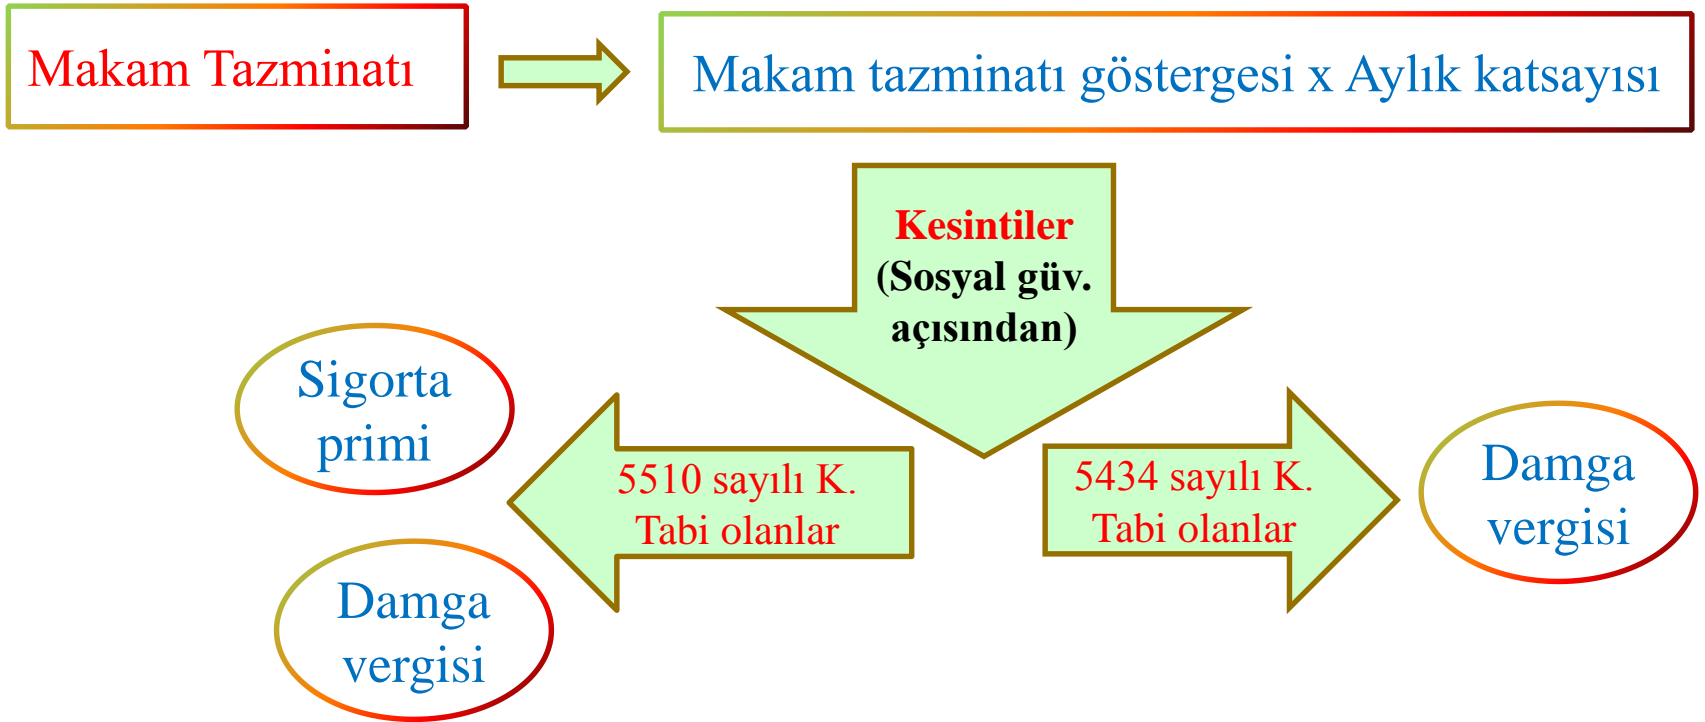 Makam Tazminatı
Makam tazminatı göstergesi x Aylık katsayısı
Kesintiler
(Sosyal güv.
açısından)
Sigorta
primi
5510 sayılı K.
Tabi olanlar
Damga
vergisi
5434 sayılı K.
Tabi olanlar
Damga
vergisi